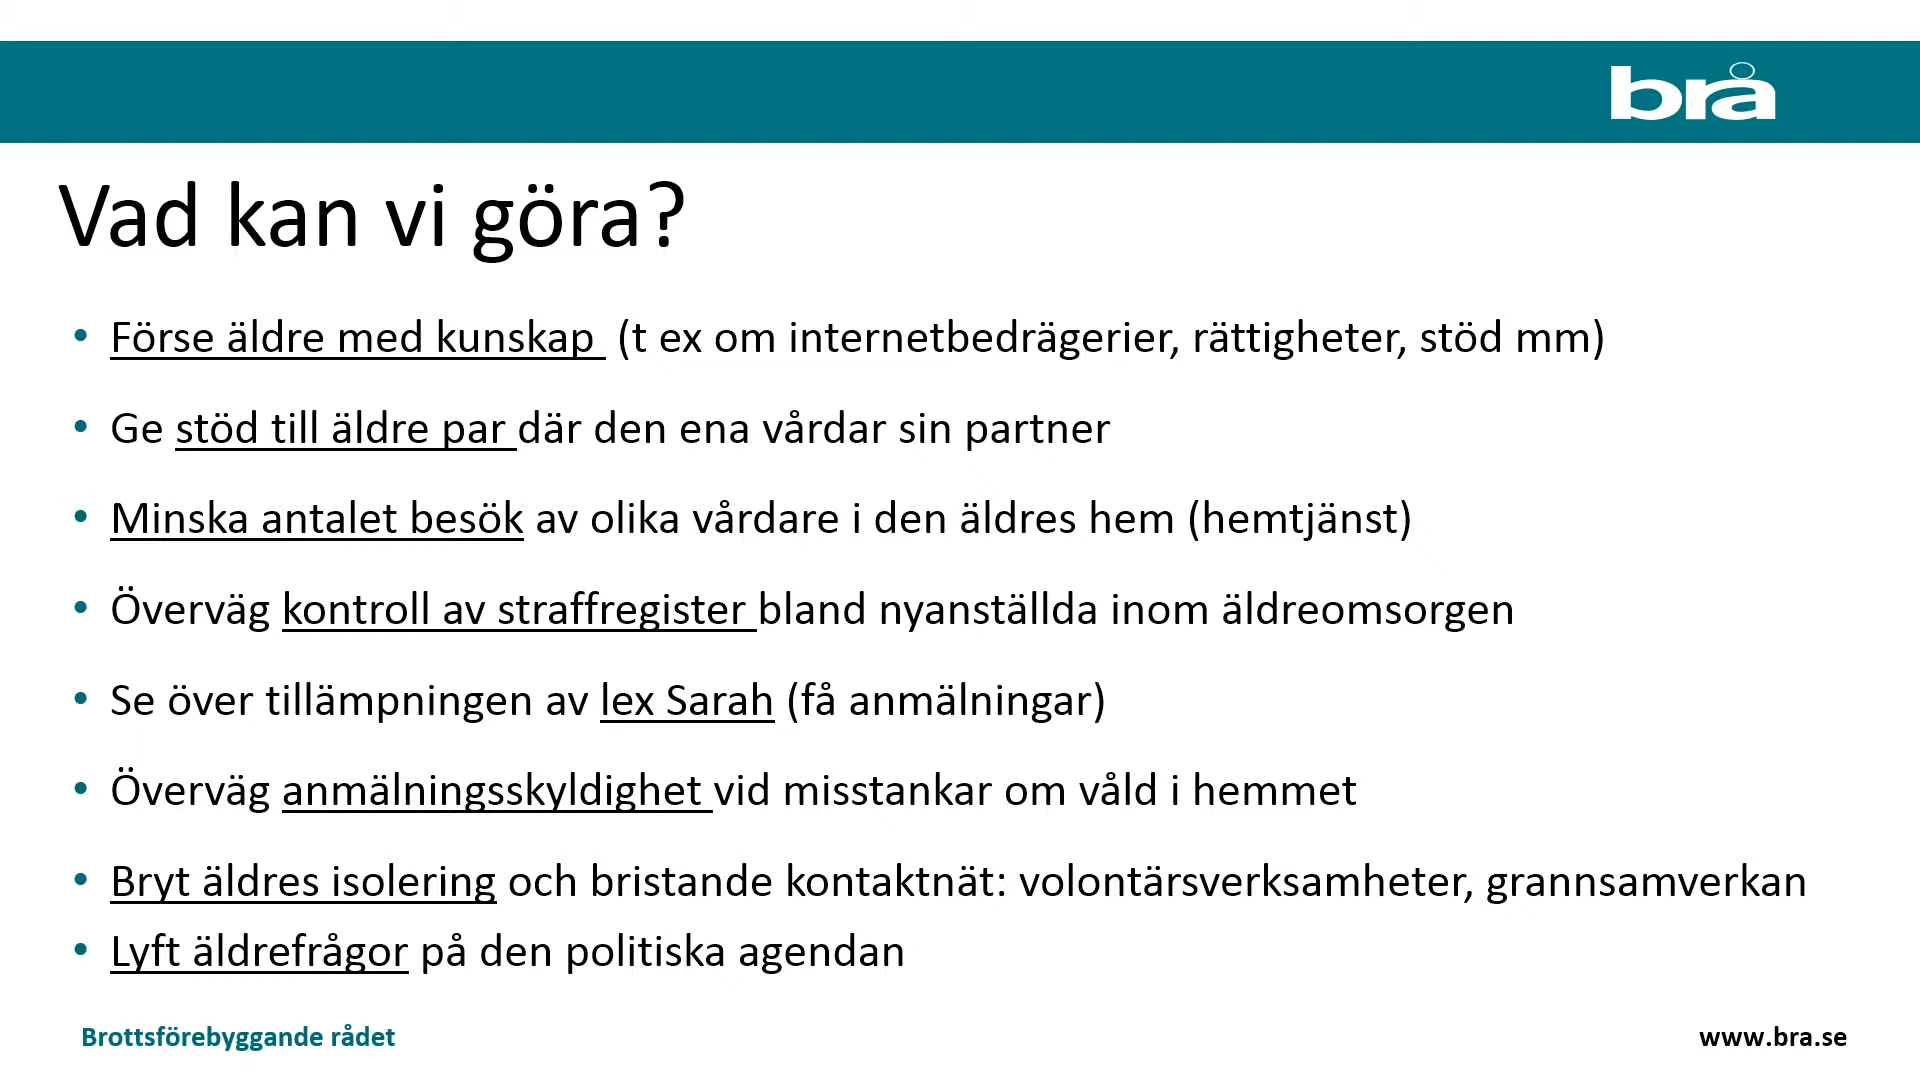 brå
Vad kan vi göra?
• Förse äldre med kunskap (t ex om internetbedrägerier, rättigheter, stöd mm)
• Ge stöd till äldre par där den ena vårdar sin partner
• Minska antalet besök av olika vårdare i den äldres hem (hemtjänst)
• Överväg kontroll av straffregister bland nyanställda inom äldreomsorgen
• Se över tillämpningen av lex Sarah (få anmälningar)
• Överväg anmälningsskyldighet vid misstankar om våld i hemmet
• Bryt äldres isolering och bristande kontaktnät: volontärsverksamheter, grannsamverkan
• Lyft äldrefrågor på den politiska agendan
Brottsförebyggande rådet
www.bra.se